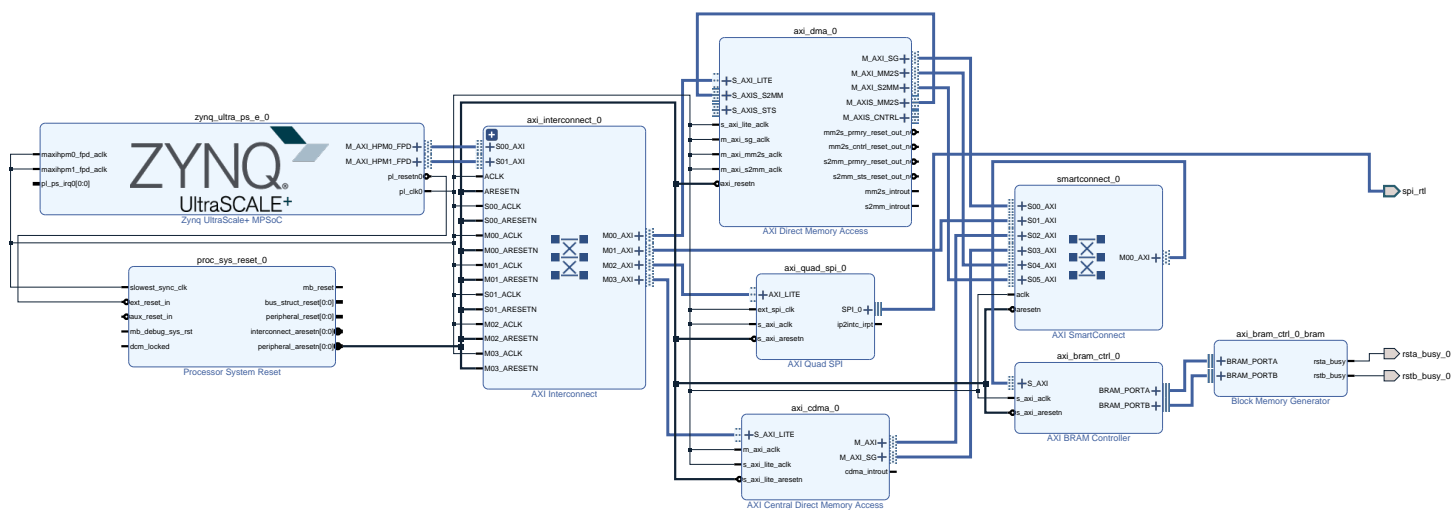 zynq_ultra_ps_e_0
maxihpm0_fpd_aclk
maxihpm1_fpd_aclk
pl_ps_irq0[0:0]
M_AXI_HPM0_FPD
M_AXI_HPM1_FPD
pl_resetn0
pl_clk0
ZYNQ
UltraSCALE+
Zynq UltraScale+ MPSoC
proc_sys_reset_0
slowest_sync_clk
ext_reset_in
aux_reset_in
mb_debug_sys_rst
dcm_locked
mb_reset
bus_struct_reset[0:0]
peripheral_reset[0:0]
interconnect_aresetn[0:0]
peripheral_aresetn[0:0]
Processor System Reset
axi_interconnect_0
S00_AXI
S01_AXI
ACLK
ARESETN
S00_ACLK
S00_ARESETN
M00_ACLK
M00_ARESETN
M01_ACLK
M01_ARESETN
S01_ACLK
S01_ARESETN
M02_ACLK
M02_ARESETN
M03_ACLK
M03_ARESETN
M00_AXI
M01_AXI
M02_AXI
M03_AXI
AXI Interconnect
axi_dma_0
S_AXI_LITE
S_AXIS_S2MM
S_AXIS_STS
s_axi_lite_aclk
m_axi_sg_aclk
m_axi_mm2s_aclk
m_axi_s2mm_aclk
axi_resetn
M_AXI_SG
M_AXI_MM2S
M_AXI_S2MM
M_AXIS_MM2S
M_AXIS_CNTRL
mm2s_prmry_reset_out_n
mm2s_cntrl_reset_out_n
s2mm_prmry_reset_out_n
s2mm_sts_reset_out_n
mm2s_introut
s2mm_introut
AXI Direct Memory Access
axi_quad_spi_0
AXI_LITE
ext_spi_clk
s_axi_aclk
s_axi_aresetn
SPI_0
ip2intc_irpt
AXI Quad SPI
axi_cdma_0
S_AXI_LITE
m_axi_aclk
s_axi_lite_aclk
s_axi_lite_aresetn
M_AXI
M_AXI_SG
cdma_introut
AXI Central Direct Memory Access
smartconnect_0
S00_AXI
S01_AXI
S02_AXI
S03_AXI
S04_AXI
S05_AXI
aclk
aresetn
M00_AXI
AXI SmartConnect
axi_bram_ctrl_0
S_AXI
s_axi_aclk
s_axi_aresetn
BRAM_PORTA
BRAM_PORTB
AXI BRAM Controller
axi_bram_ctrl_0_bram
BRAM_PORTA
BRAM_PORTB
rsta_busy
rstb_busy
Block Memory Generator
spi_rtl
rsta_busy_0
rstb_busy_0